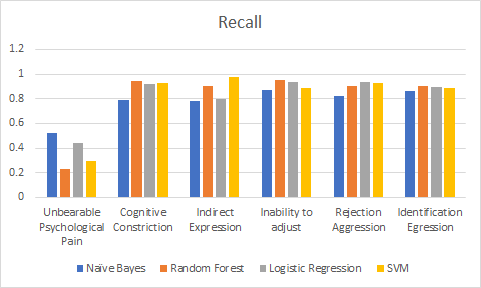 Recall
1.2
1
0.8
0.6
0.4
0.2
0
Unbearable
Psychological
Pain
Cognitive
Constriction
Indirect
Expression
Inability to
adjust
Rejection
Aggression
Identification
Egression
Naïve Bayes
Random Forest
Logistic Regression
SVM